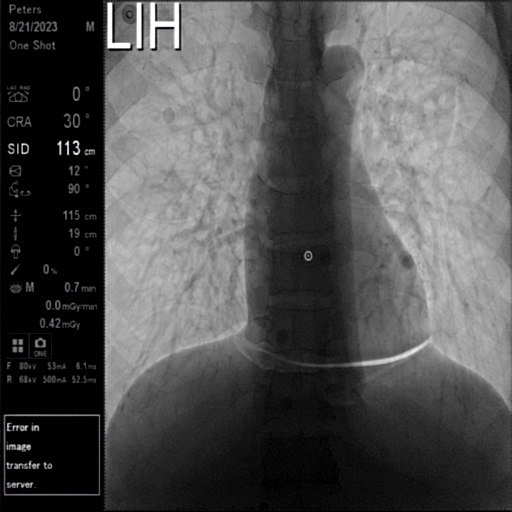 Peters
8/21/2023 M
One Shot
LIH
LAO RAO 0°
CRA 30°
SID 113 cm
12°
90°
115 cm
19 cm
0°
0%
M 0.7 min
0.0 mGy/min
0.42 mGy
ONE
F 80kV 53mA 6.1ms
R 68kV 500mA 52.5ms
Error in
image
transfer to
server.